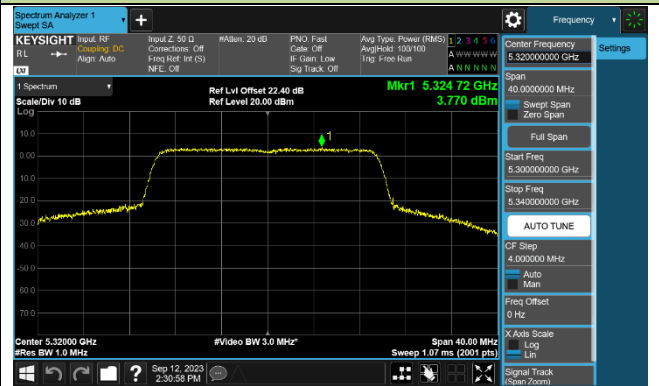 Spectrum Analyzer 1
Swept SA
Frequency
KEYSIGHT
RL
LXI
Input: RF
Coupling: DC
Align: Auto
Input Z: 50 Ω
Corrections: Off
Freq Ref: Int (S)
NFE: Off
#Atten: 20 dB
PNO: Fast
Gate: Off
IF Gain: Low
Sig Track: Off
Avg Type: Power (RMS)
Avg|Hold: 100/100
Trig: Free Run
1 2 3 4 5 6
A W W W W W
A N N N N N
1 Spectrum
Scale/Div 10 dB
Log
Ref Lvl Offset 22.40 dB
Ref Level 20.00 dBm
Mkr1 5.324 72 GHz
3.770 dBm
1
10.0
0.00
-10.0
-20.0
-30.0
-40.0
-50.0
-60.0
-70.0
Center 5.32000 GHz
#Res BW 1.0 MHz
#Video BW 3.0 MHz*
Span 40.00 MHz
Sweep 1.07 ms (2001 pts)
Sep 12, 2023
2:30:58 PM
Center Frequency
5.320000000 GHz
Settings
Span
40.0000000 MHz
Swept Span
Zero Span
Full Span
Start Freq
5.300000000 GHz
Stop Freq
5.340000000 GHz
AUTO TUNE
CF Step
4.000000 MHz
Auto
Man
Freq Offset
0 Hz
X Axis Scale
Log
Lin
Signal Track
(Span Zoom)